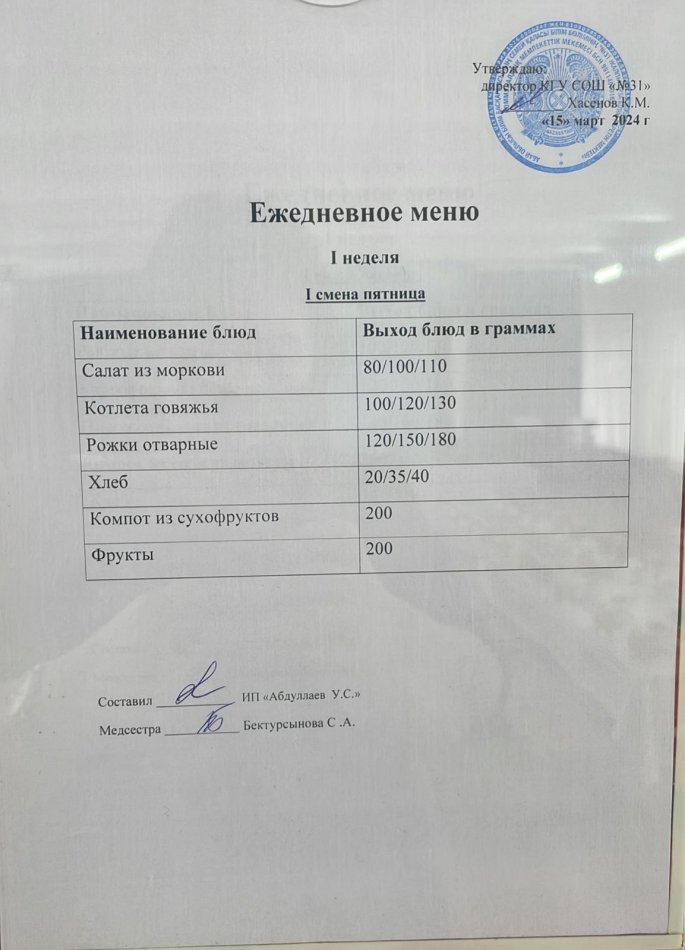 Утверждаю:
директор КГУ СОШ «№31»
Хасенов К.М.
«15» март 2024 г
Ежедневное меню
I неделя
I смена пятница
Наименование блюд Выход блюд в граммах
Салат из моркови 80/100/110
Котлета говяжья 100/120/130
Рожки отварные 120/150/180
Хлеб 20/35/40
Компот из сухофруктов 200
Фрукты 200
Составил ___________ ИП «Абдуллаев У.С.»
Медсестра ___________ Бектурсынова С .А.